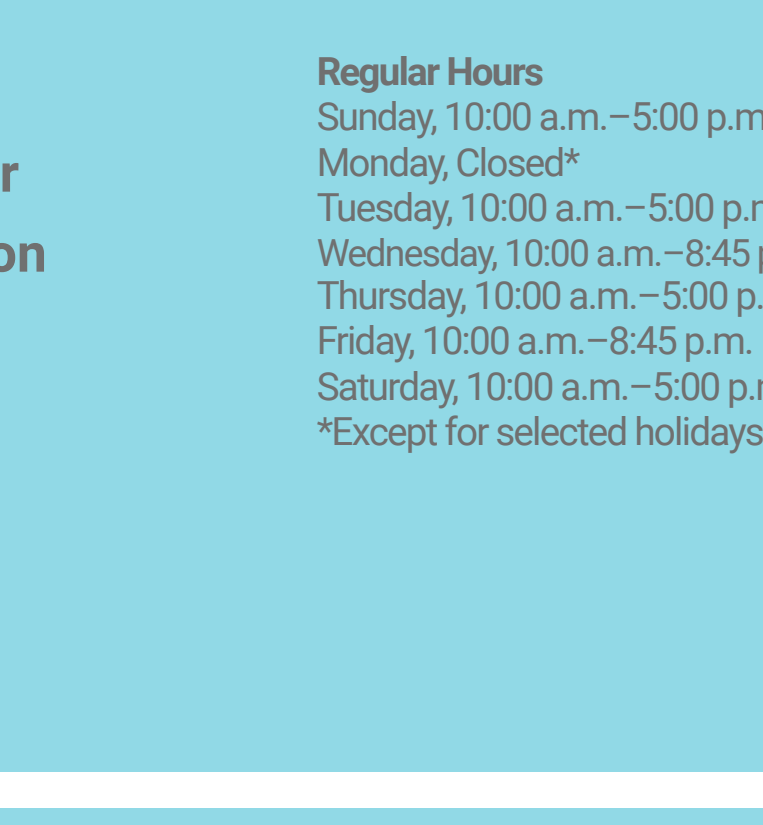 Regular Hours
Sunday, 10:00 a.m.–5:00 p.m
Monday, Closed*
Tuesday, 10:00 a.m.–5:00 p.
Wednesday, 10:00 a.m.–8:45
Thursday, 10:00 a.m.–5:00 p.
Friday, 10:00 a.m.–8:45 p.m.
Saturday, 10:00 a.m.–5:00 p.
*Except for selected holidays